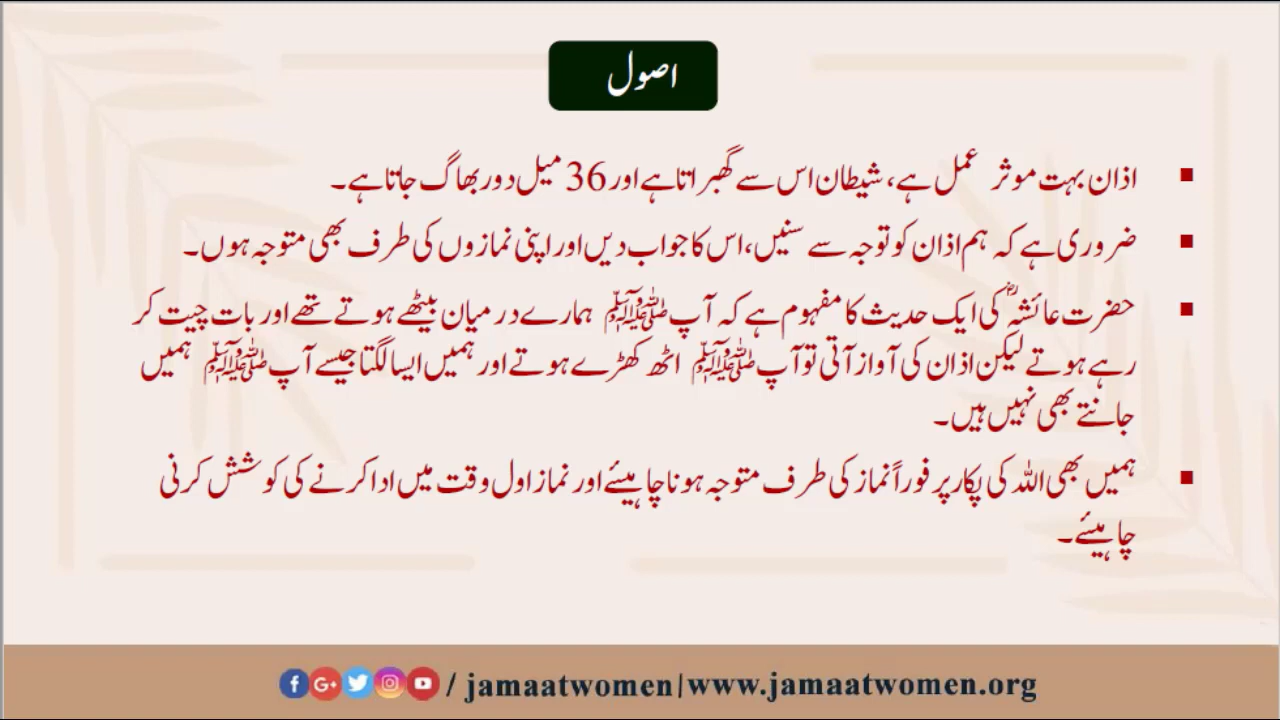 اصول
اذان بہت موثر عمل ہے، شیطان اس سے گھبراتا ہے اور 36 میل دور بھاگ جاتا ہے۔
ضروری ہے کہ ہم اذان کو توجہ سے سنیں، اس کا جواب دیں اور اپنی نمازوں کی طرف بھی متوجہ ہوں۔
حضرت عائشہؓ کی ایک حدیث کا مفہوم ہے کہ آپﷺ ہمارے درمیان بیٹھے ہوتے تھے اور بات چیت کر
رہے ہوتے لیکن اذان کی آواز آتی تو آپﷺ اٹھ کھڑے ہوتے اور ہمیں ایسا لگتا جیسے آپﷺ ہمیں
جانتے بھی نہیں ہیں۔
ہمیں بھی اللہ کی پکار پر فوراً نماز کی طرف متوجہ ہونا چاہیئے اور نماز اول وقت میں ادا کرنے کی کوشش کرنی
چاہیئے۔
/ jamaatwomen|www.jamaatwomen.org